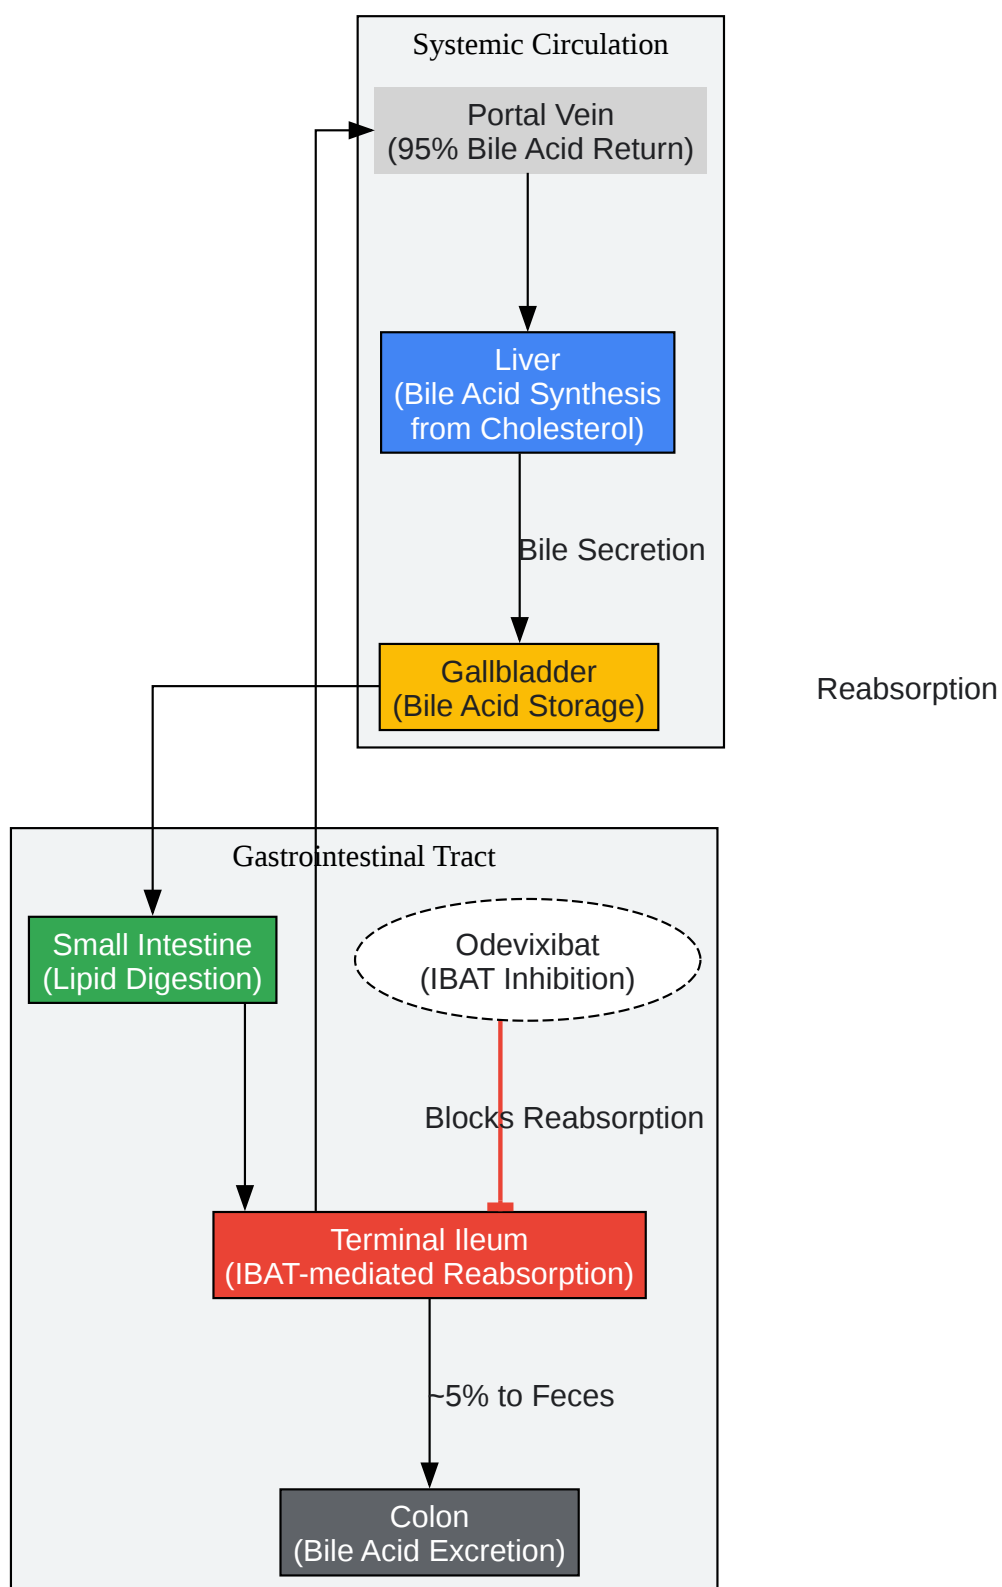 Systemic Circulation
Portal Vein
(95% Bile Acid Return)
Liver
(Bile Acid Synthesis
from Cholesterol)
Bile Secretion
Gallbladder
(Bile Acid Storage)
Reabsorption
Gastrointestinal Tract
Small Intestine
(Lipid Digestion)
Odevixibat
(IBAT Inhibition)
Blocks Reabsorption
Terminal Ileum
(IBAT-mediated Reabsorption)
~5% to Feces
Colon
(Bile Acid Excretion)